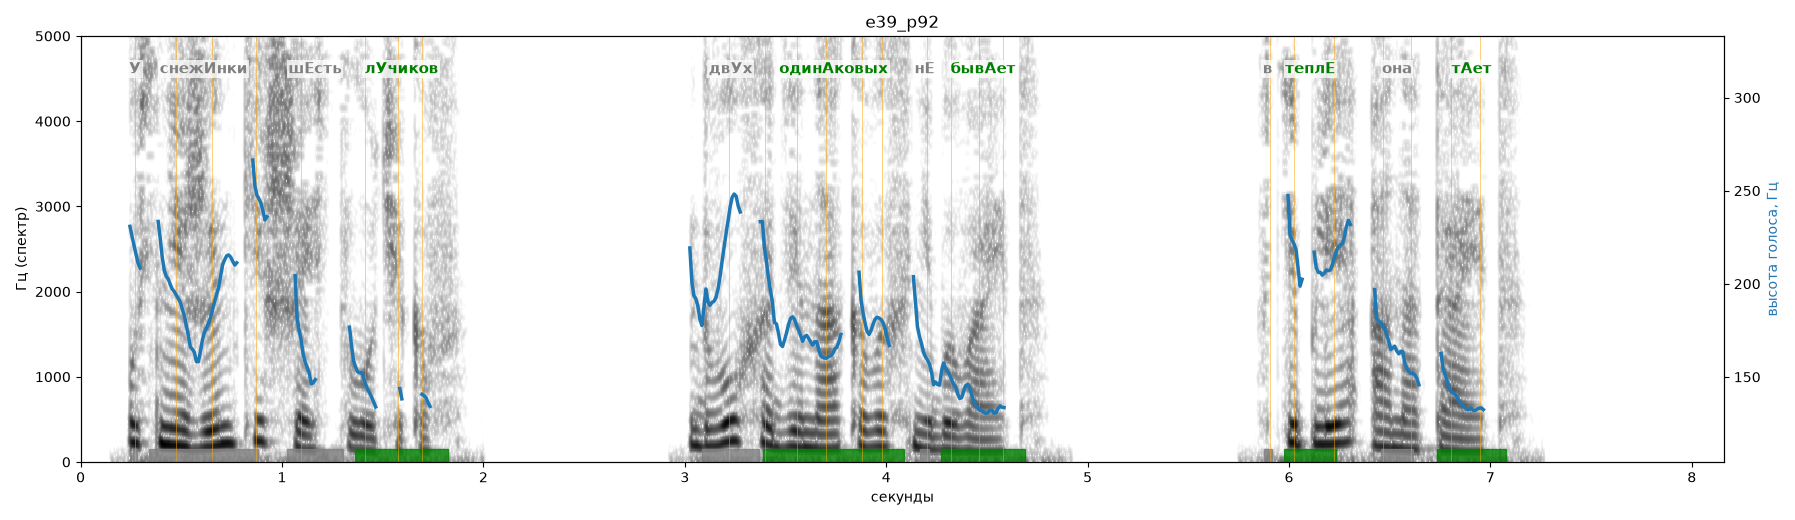 e39_p92
5000
4000
3000
2000
1000
0
Гц (спектр)
У снежИнки шЕсть лУчиков двУх одинАковых нЕ бывАет в теплЕ она тАет
300
250
200
150
высота голоса, Гц
0 1 2 3 4 5 6 7 8
секунды